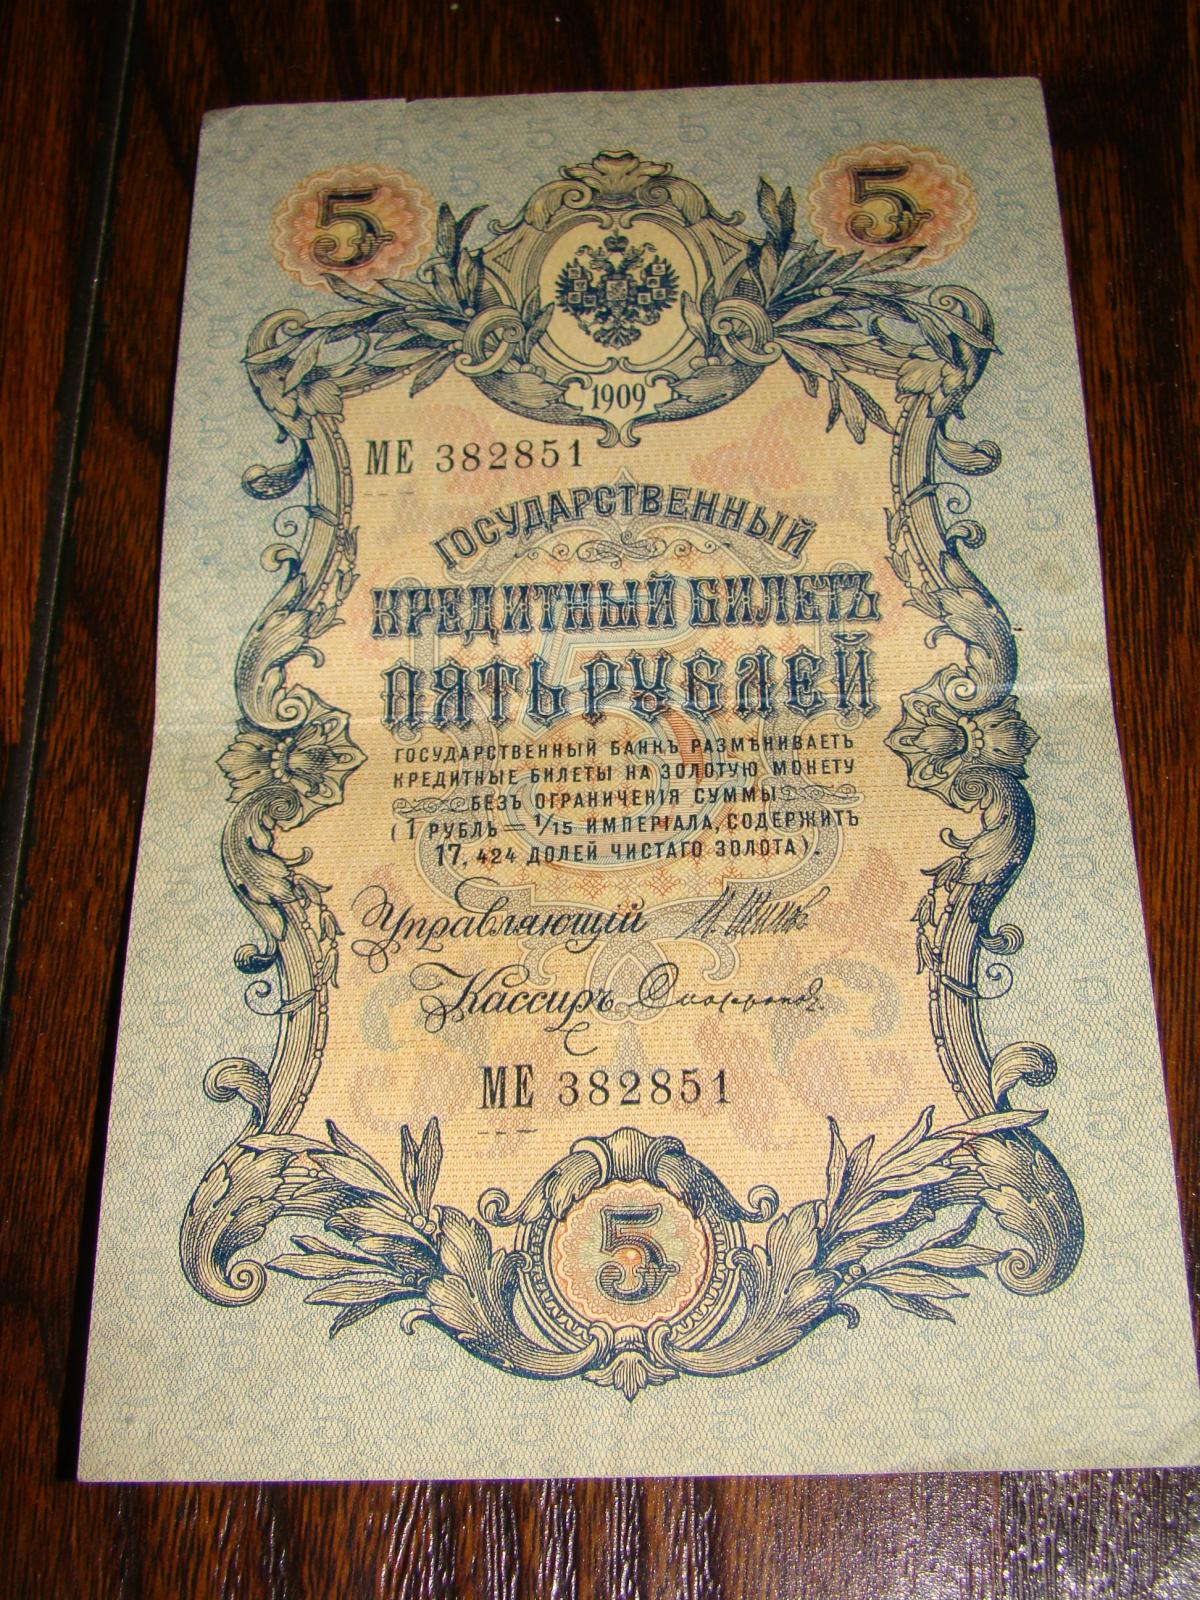 5 5
1909
МЕ 382851
ГОСУДАРСТВЕННЫЙ
КРЕДИТНЫЙ БИЛЕТЪ
ПЯТЬ РУБЛЕЙ
ГОСУДАРСТВЕННЫЙ БАНКЪ РАЗМѢНИВАЕТЪ
КРЕДИТНЫЕ БИЛЕТЫ НА ЗОЛОТУЮ МОНЕТУ
БЕЗЪ ОГРАНИЧЕНІЯ СУММЫ
(1 РУБЛЬ = 1/15 ИМПЕРІАЛА, СОДЕРЖИТЪ
17,424 ДОЛЕЙ ЧИСТАГО ЗОЛОТА).
Управляющій
Кассиръ
МЕ 382851
5